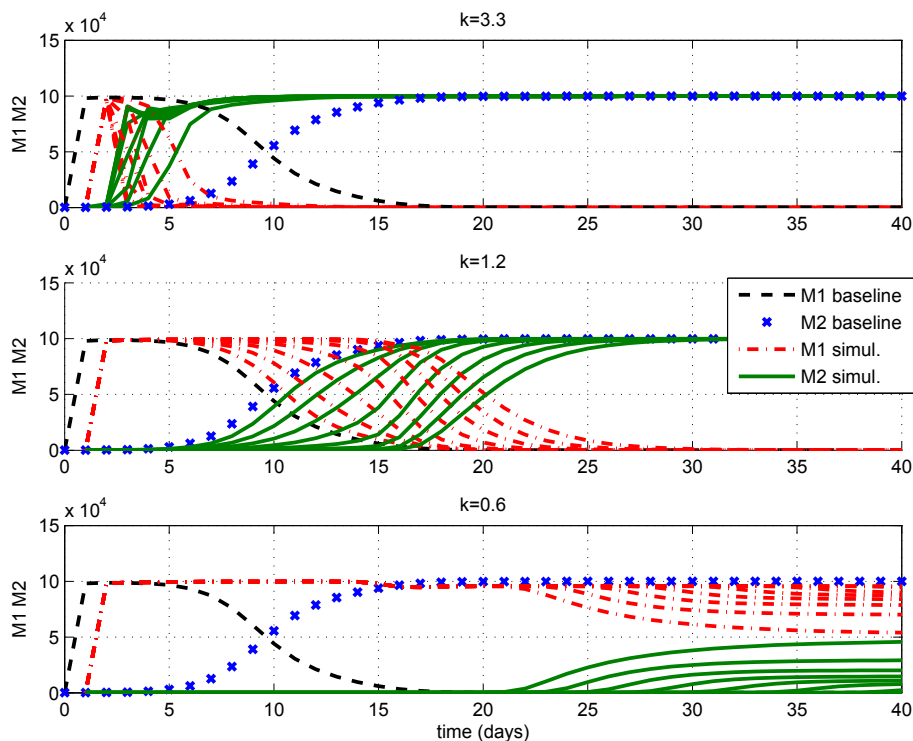 k=3.3
x 10^4
15
10
5
0
M1 M2
0 5 10 15 20 25 30 35 40
k=1.2
x 10^4
15
10
5
0
M1 M2
M1 baseline
M2 baseline
M1 simul.
M2 simul.
0 5 10 15 20 25 30 35 40
k=0.6
x 10^4
15
10
5
0
M1 M2
0 5 10 15 20 25 30 35 40
time (days)